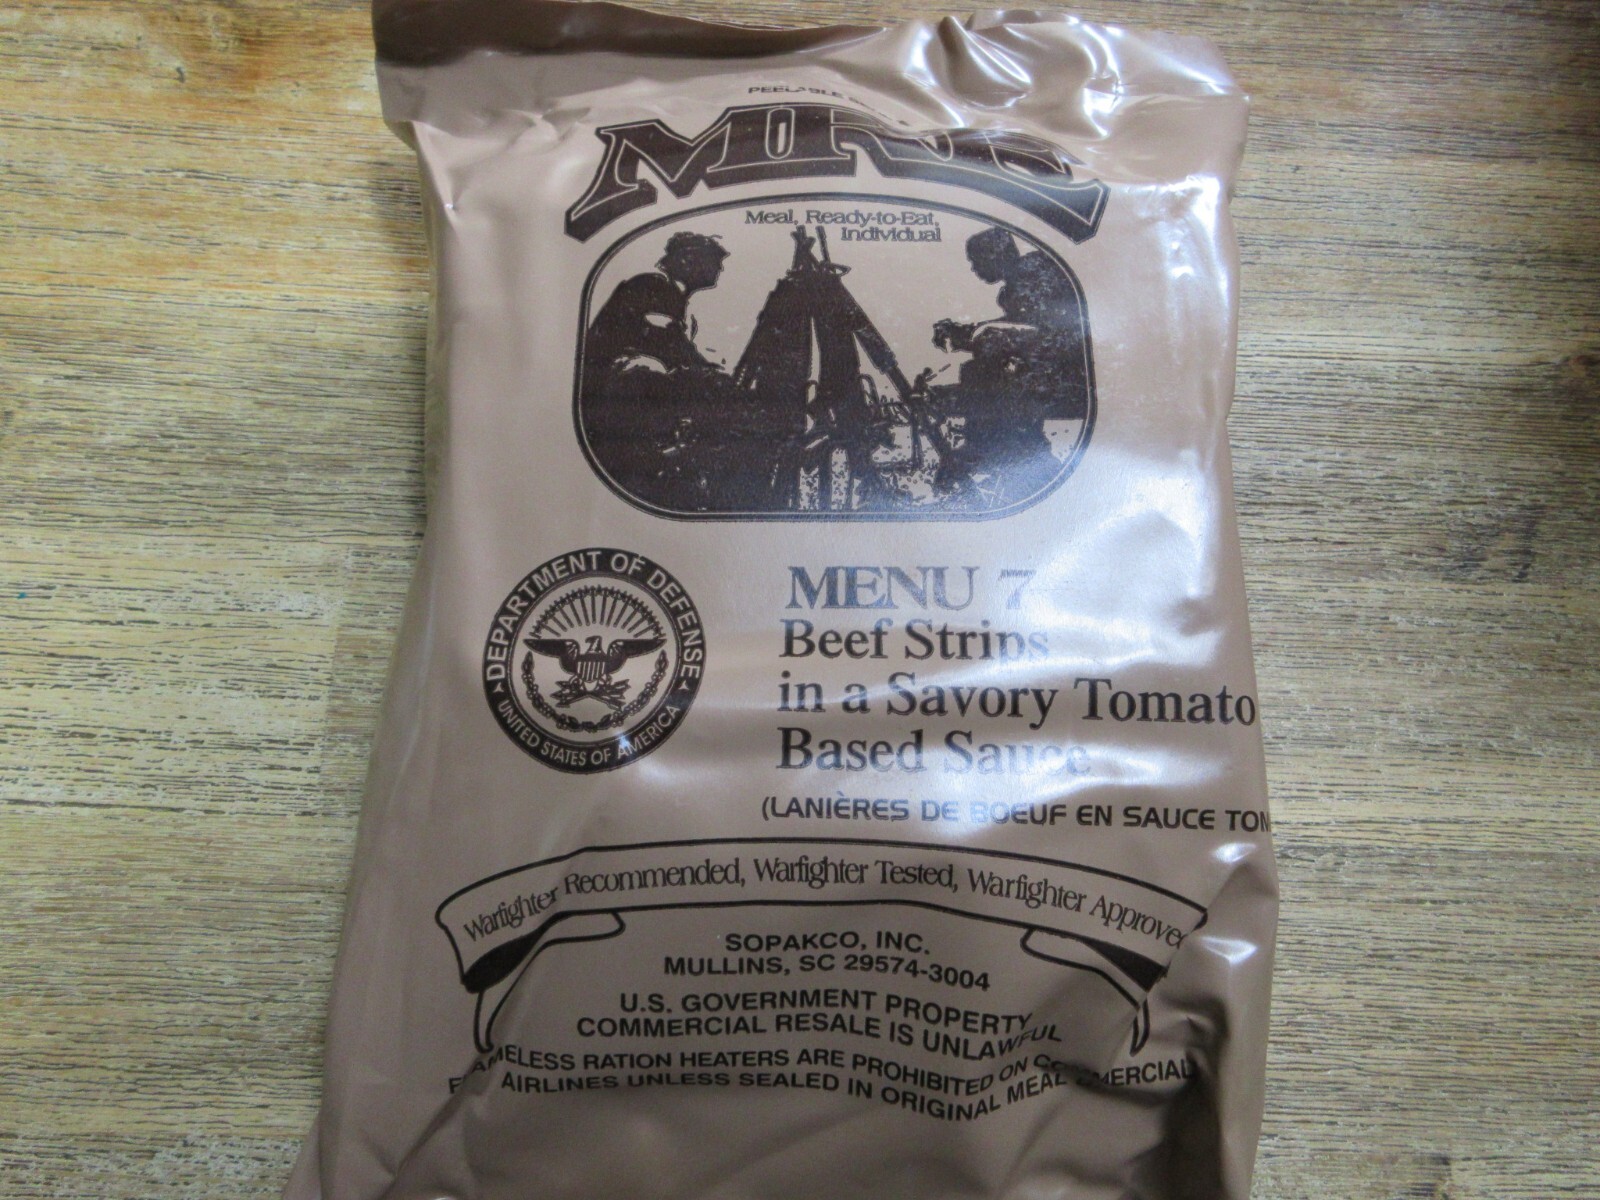 MRE
Meal, Ready-to-Eat,
Individual
DEPARTMENT OF DEFENSE
UNITED STATES OF AMERICA
MENU 7
Beef Strips
in a Savory Tomato
Based Sauce
(LANIÈRES DE BOEUF EN SAUCE
Warfighter Recommended, Warfighter Tested, Warfighter Approved
SOPAKCO, INC.
MULLINS, SC 29574-3004
U.S. GOVERNMENT PROPERTY
COMMERCIAL RESALE IS UNLAWFUL
RATION HEATERS ARE PROHIBITED ON COMMERCIAL
AIRLINES UNLESS SEALED IN ORIGINAL MEAL